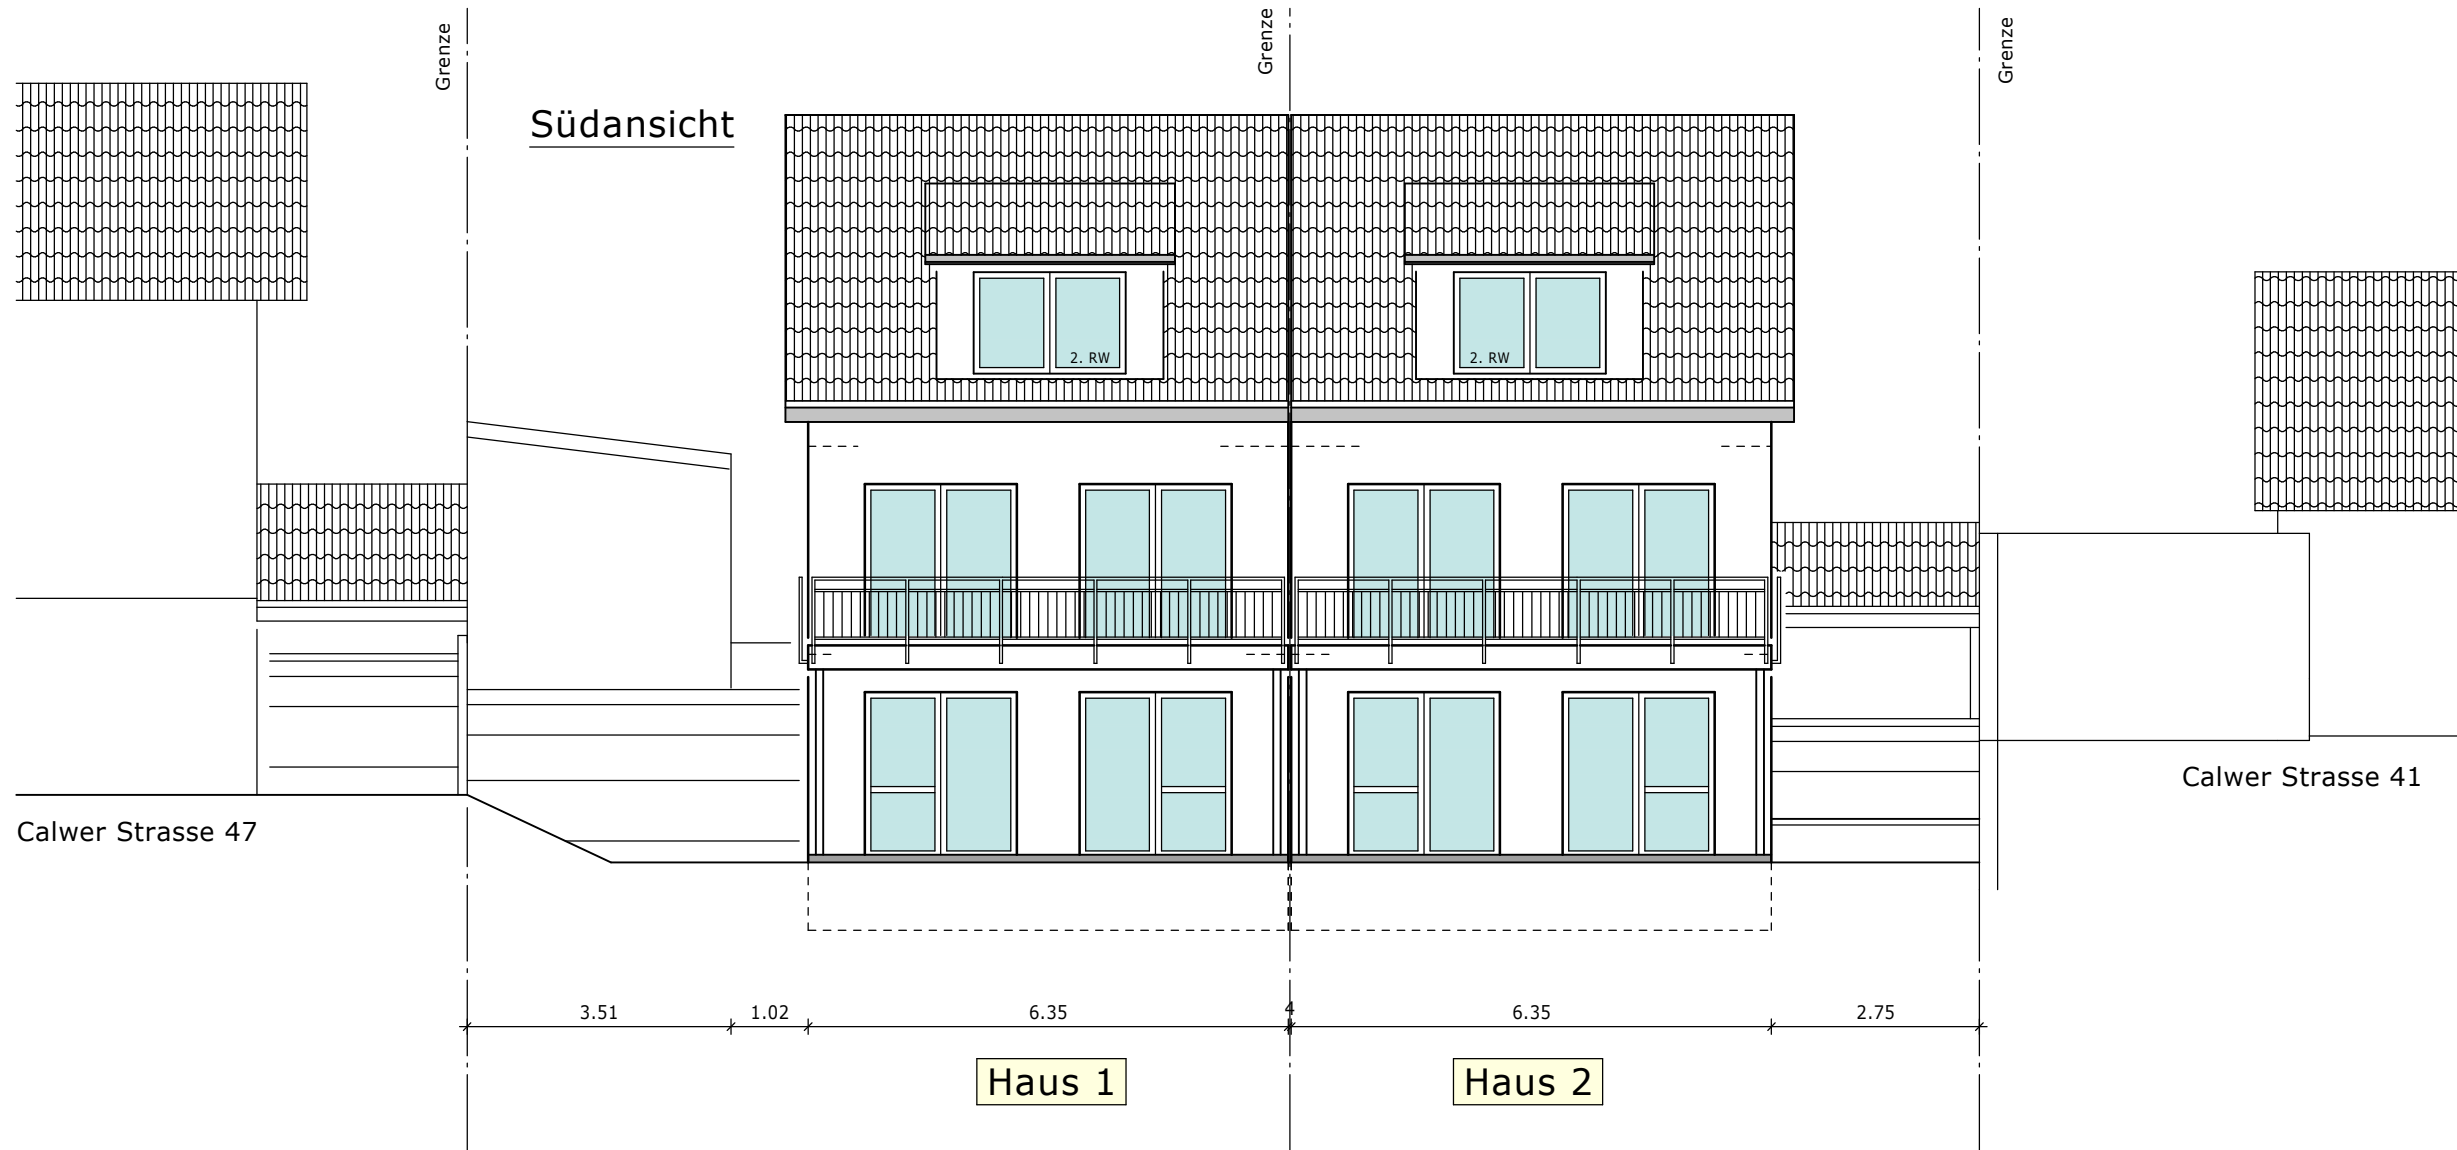 Grenze
Grenze
Grenze
Südansicht
2. RW
2. RW
Calwer Strasse 41
Calwer Strasse 47
3.51
1.02
6.35
4
6.35
2.75
Haus 1
Haus 2